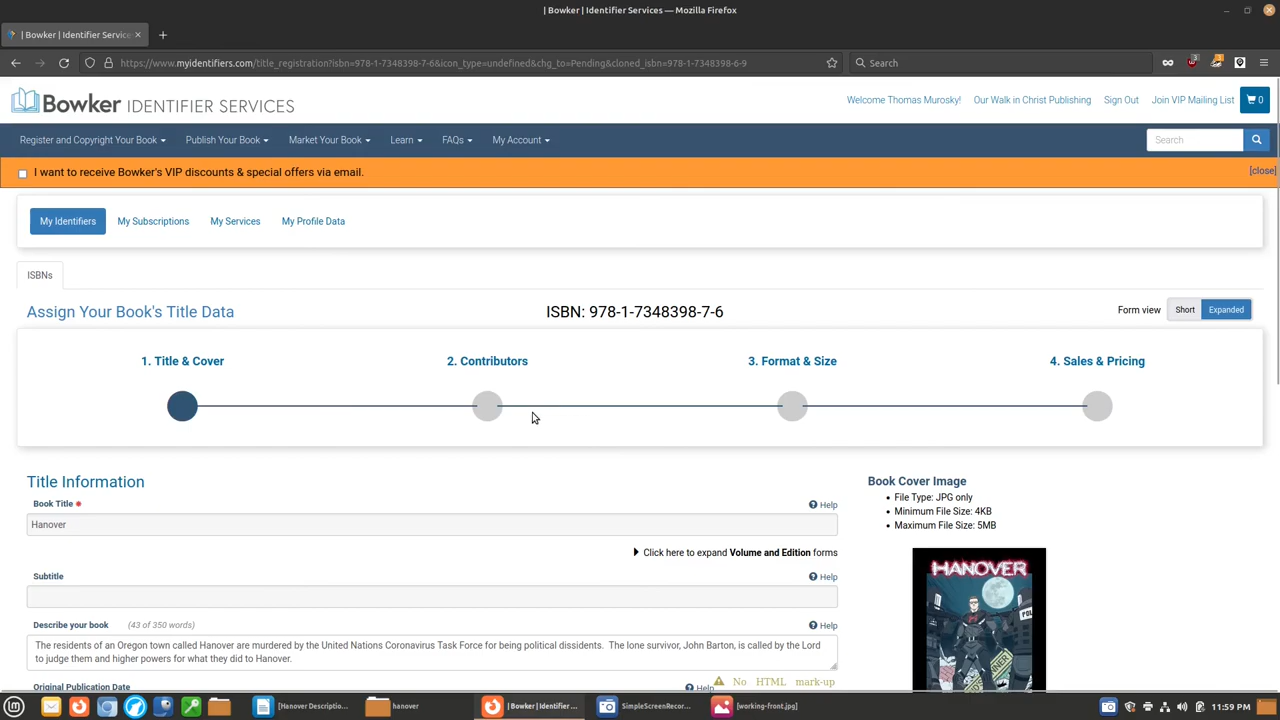 | Bowker | Identifier Services — Mozilla Firefox
| Bowker | Identifier Service
https://www.myidentifiers.com/title_registration?isbn=978-1-7348398-7-6&icon_type=undefined&chg_to=Pending&cloned_isbn=978-1-7348398-6-9
Search
Bowker IDENTIFIER SERVICES
Welcome Thomas Murosky!
Our Walk in Christ Publishing
Sign Out
Join VIP Mailing List
0
Register and Copyright Your Book
Publish Your Book
Market Your Book
Learn
FAQs
My Account
Search
I want to receive Bowker's VIP discounts & special offers via email.
[close]
My Identifiers
My Subscriptions
My Services
My Profile Data
ISBNs
Assign Your Book's Title Data
ISBN: 978-1-7348398-7-6
Form view
Short
Expanded
1. Title & Cover
2. Contributors
3. Format & Size
4. Sales & Pricing
Title Information
Book Title *
Help
Hanover
Click here to expand Volume and Edition forms
Subtitle
Help
Describe your book (43 of 350 words)
Help
The residents of an Oregon town called Hanover are murdered by the United Nations Coronavirus Task Force for being political dissidents. The lone survivor, John Barton, is called by the Lord
to judge them and higher powers for what they did to Hanover.
No HTML mark-up
Original Publication Date
Help
Book Cover Image
File Type: JPG only
Minimum File Size: 4KB
Maximum File Size: 5MB
HANOVER
[Hanover Descriptio...
hanover
| Bowker | Identifier ...
SimpleScreenRecor...
[working-front.jpg]
11:59 PM